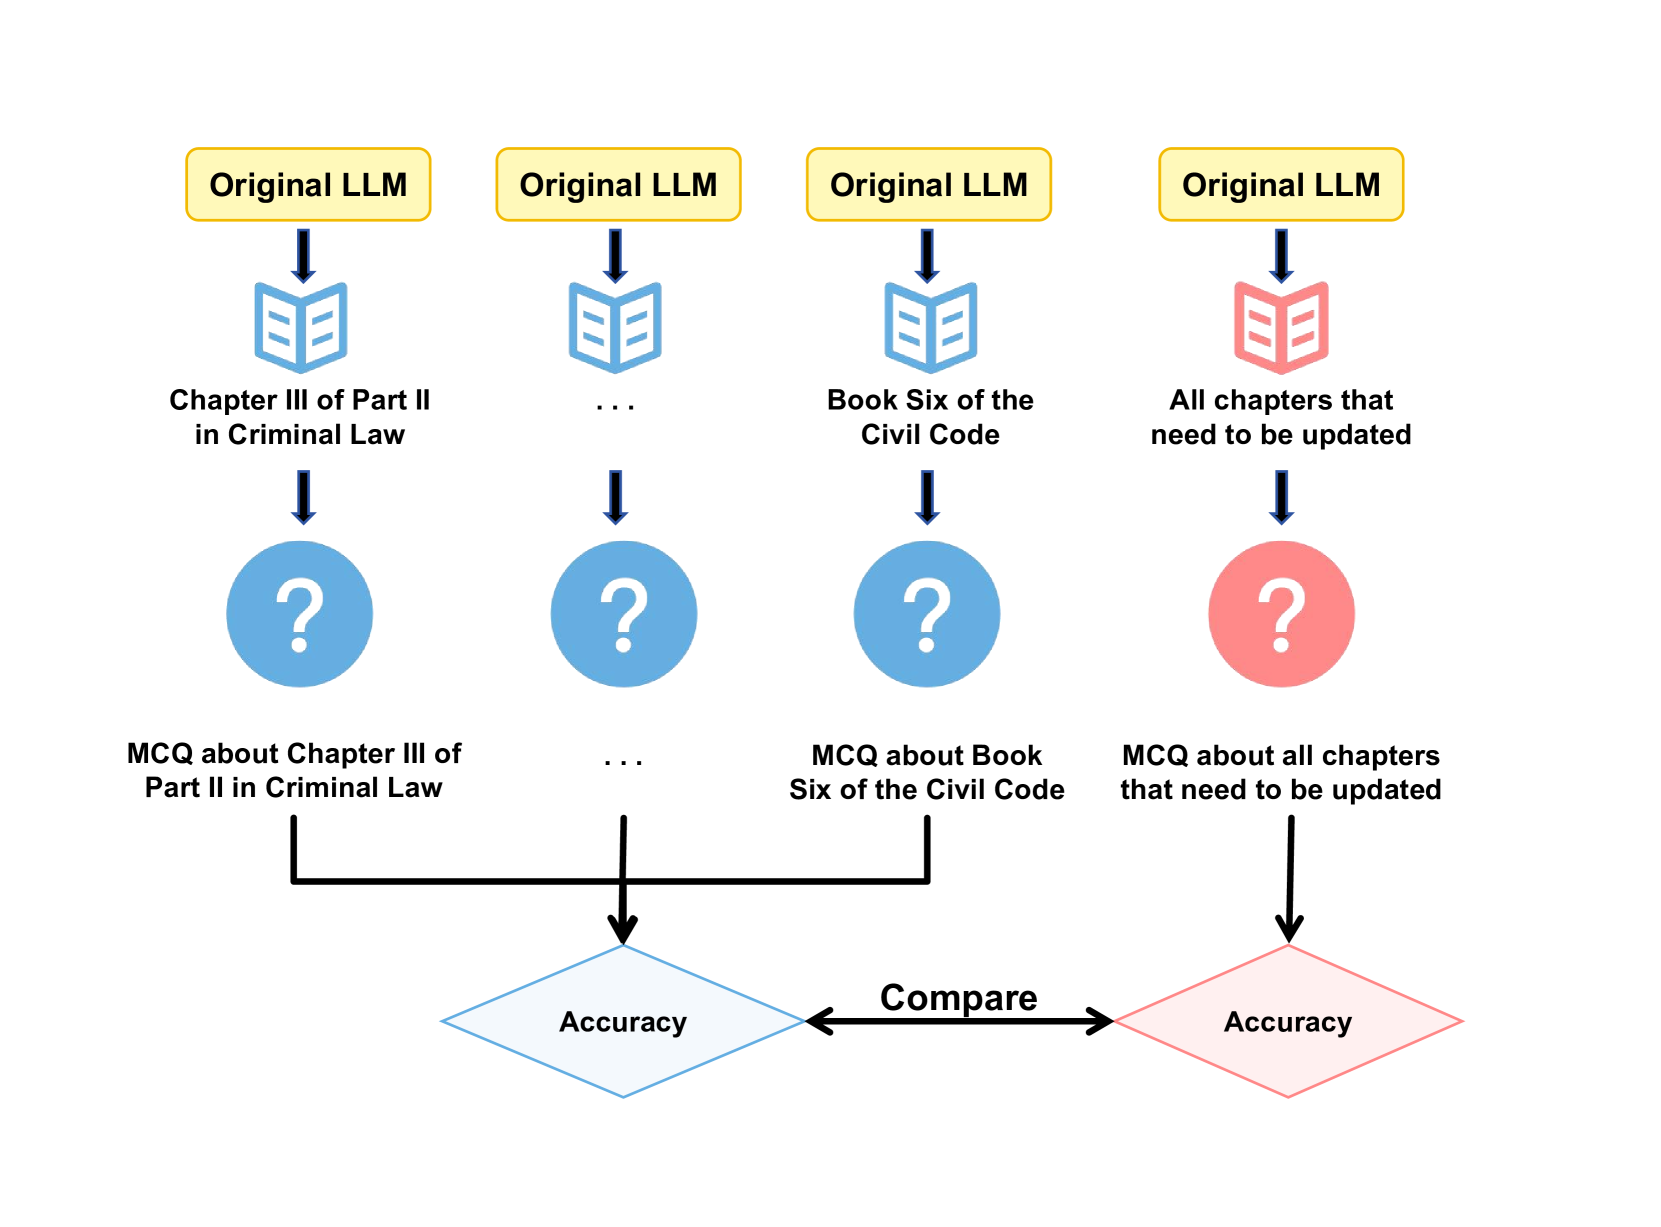 Original LLM
Original LLM
Original LLM
Original LLM
Chapter III of Part II
in Criminal Law
. . .
Book Six of the
Civil Code
All chapters that
need to be updated
?
?
?
?
MCQ about Chapter III of
Part II in Criminal Law
. . .
MCQ about Book
Six of the Civil Code
MCQ about all chapters
that need to be updated
Accuracy
Compare
Accuracy